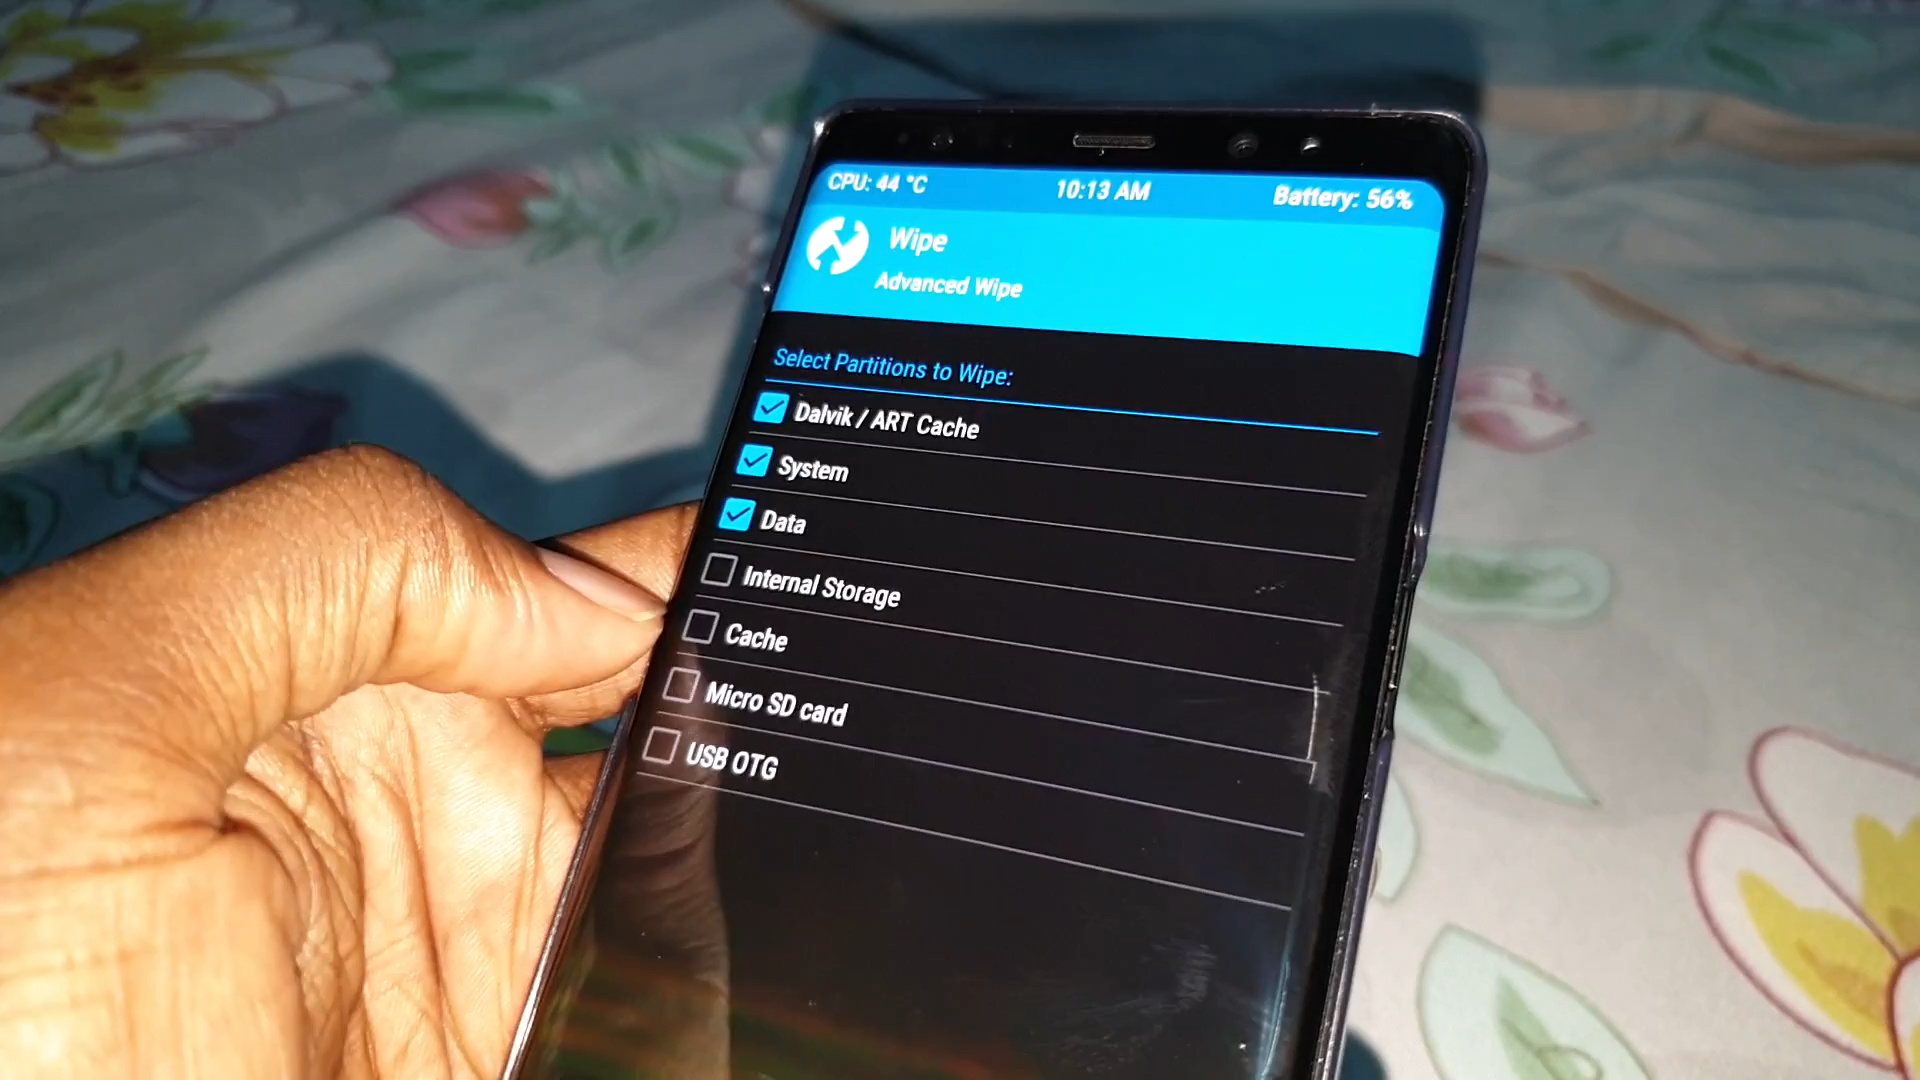 CPU: 44 °C 10:13 AM Battery: 56%
Wipe
Advanced Wipe
Select Partitions to Wipe:
Dalvik / ART Cache
System
Data
Internal Storage
Cache
Micro SD card
USB OTG